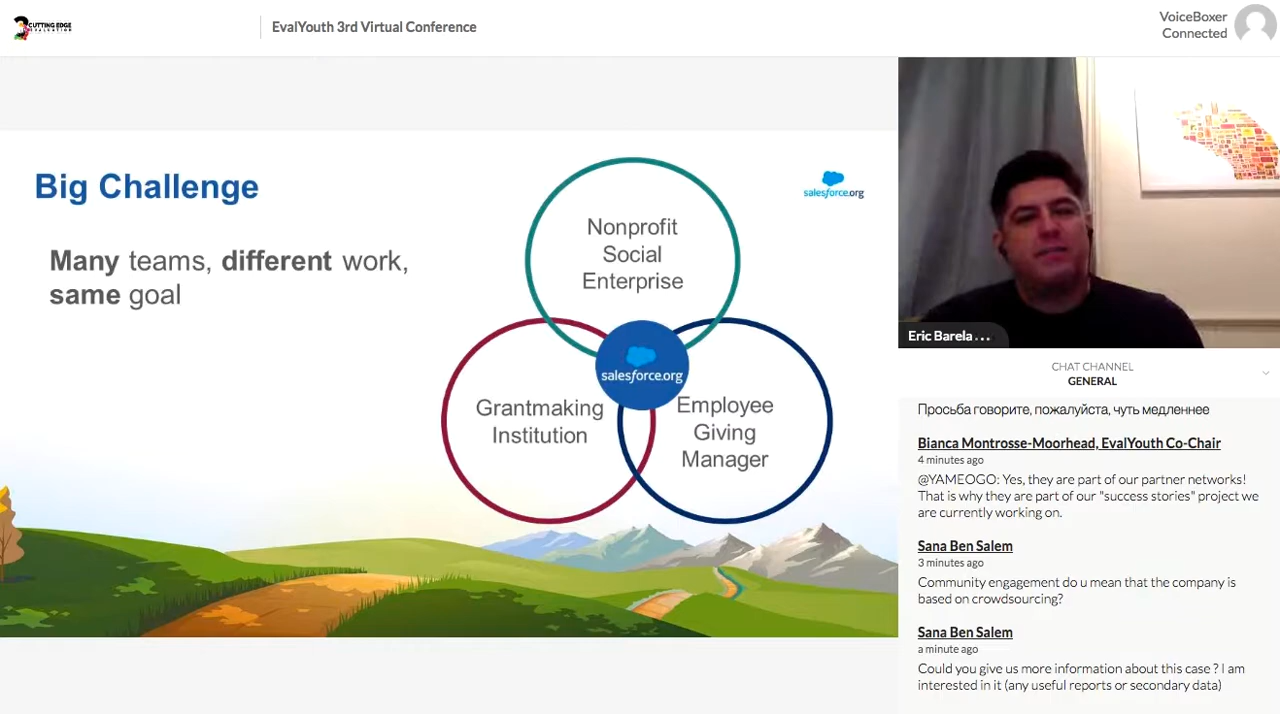 CUTTING EDGE
EvalYouth 3rd Virtual Conference
VoiceBoxer
Connected
Big Challenge
Many teams, different work,
same goal
salesforce.org
Nonprofit
Social
Enterprise
salesforce.org
Grantmaking
Institution
Employee
Giving
Manager
Eric Barela ...
CHAT CHANNEL
GENERAL
Просьба говорите, пожалуйста, чуть медленнее
Bianca Montrosse-Moorhead, EvalYouth Co-Chair
4 minutes ago
@YAMEOGO: Yes, they are part of our partner networks!
That is why they are part of our "success stories" project we
are currently working on.
Sana Ben Salem
3 minutes ago
Community engagement do u mean that the company is
based on crowdsourcing?
Sana Ben Salem
a minute ago
Could you give us more information about this case ? I am
interested in it (any useful reports or secondary data)